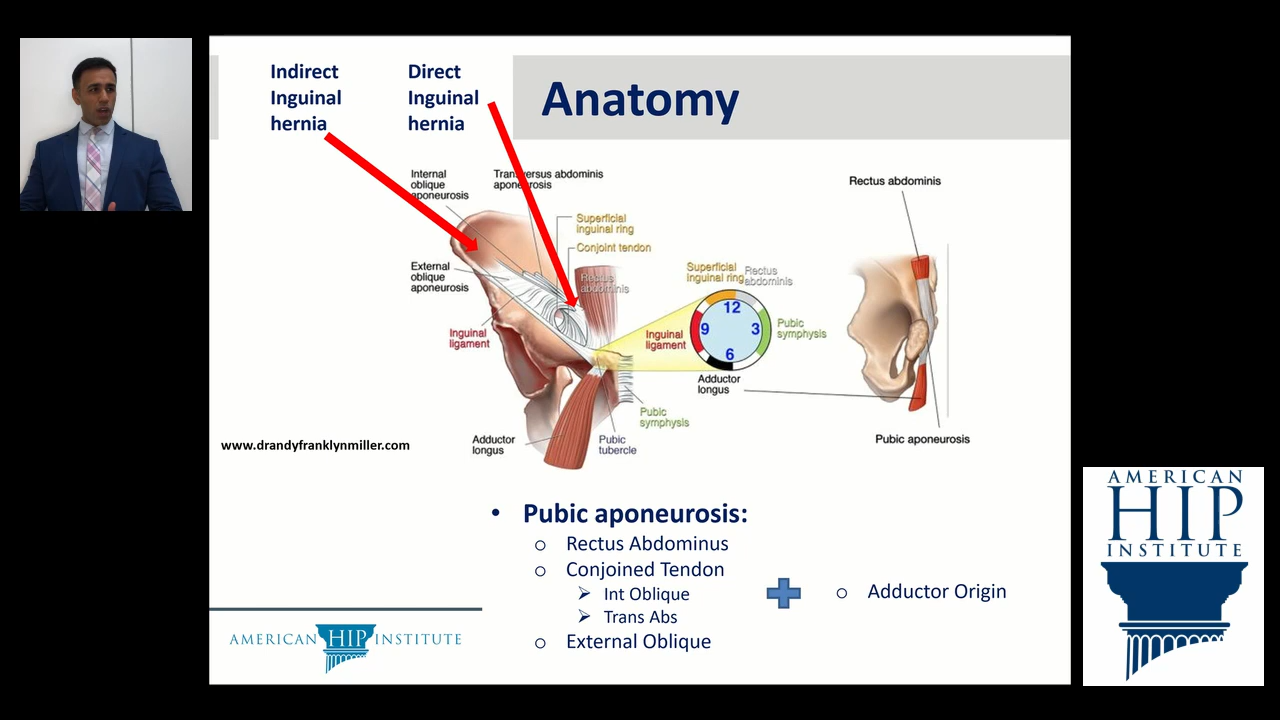 Indirect
Inguinal
hernia
Direct
Inguinal
hernia
Anatomy
Internal
oblique
aponeurosis
Transversus abdominis
aponeurosis
Superficial
inguinal ring
Conjoint tendon
Rectus
abdominis
External
oblique
aponeurosis
Inguinal
ligament
Adductor
longus
Pubic
tubercle
Pubic
symphysis
Superficial
inguinal ring
Rectus
abdominis
Inguinal
ligament
12
9
3
6
Pubic
symphysis
Adductor
longus
Rectus abdominis
Pubic aponeurosis
www.drandyfranklynmiller.com
• Pubic aponeurosis:
o Rectus Abdominus
o Conjoined Tendon
➢ Int Oblique
➢ Trans Abs
o External Oblique
o Adductor Origin
AMERICAN HIP INSTITUTE
AMERICAN
HIP
INSTITUTE